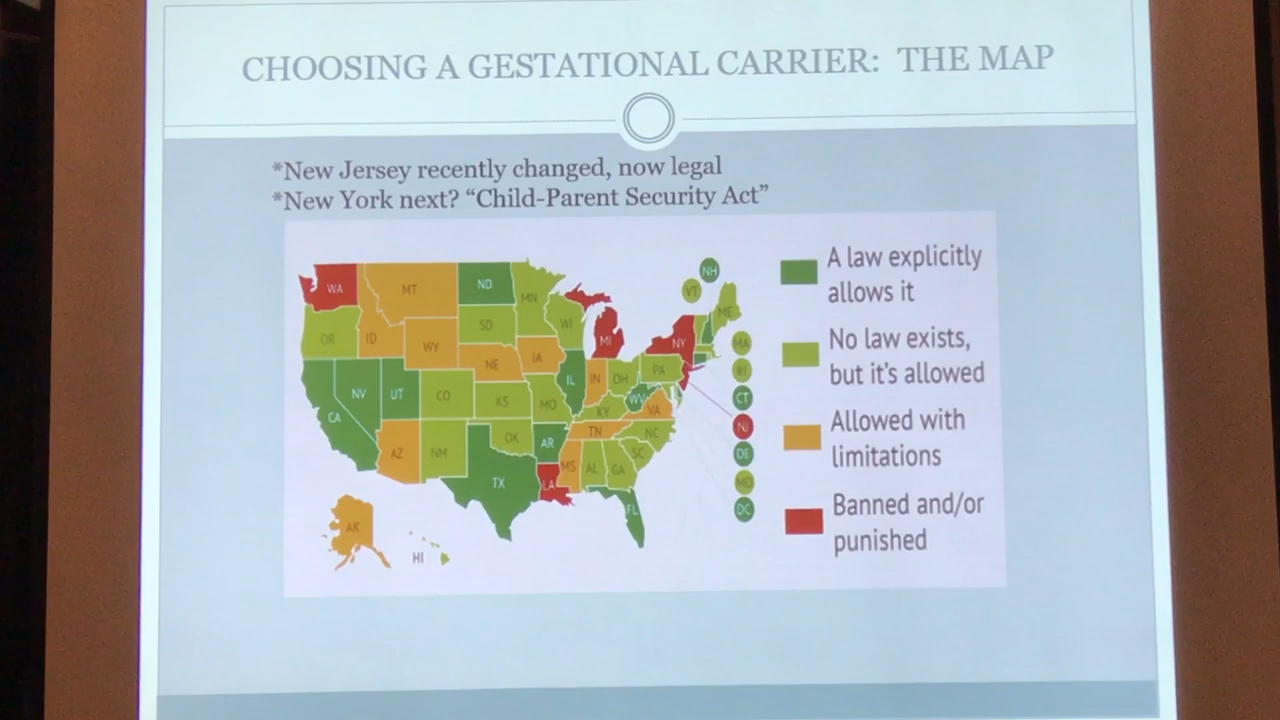 CHOOSING A GESTATIONAL CARRIER: THE MAP
*New Jersey recently changed, now legal
*New York next? “Child-Parent Security Act”
A law explicitly
allows it
No law exists,
but it’s allowed
Allowed with
limitations
Banned and/or
punished
WA
MT
ND
MN
OR
ID
WY
SD
WI
MI
NY
VT
NH
ME
NV
UT
CA
CO
NE
IA
KS
MO
IL
IN
OH
PA
KY
WV
VA
AZ
NM
OK
AR
TN
NC
SC
TX
LA
MS
AL
GA
FL
AK
HI
MA
RI
CT
NJ
DE
MD
DC